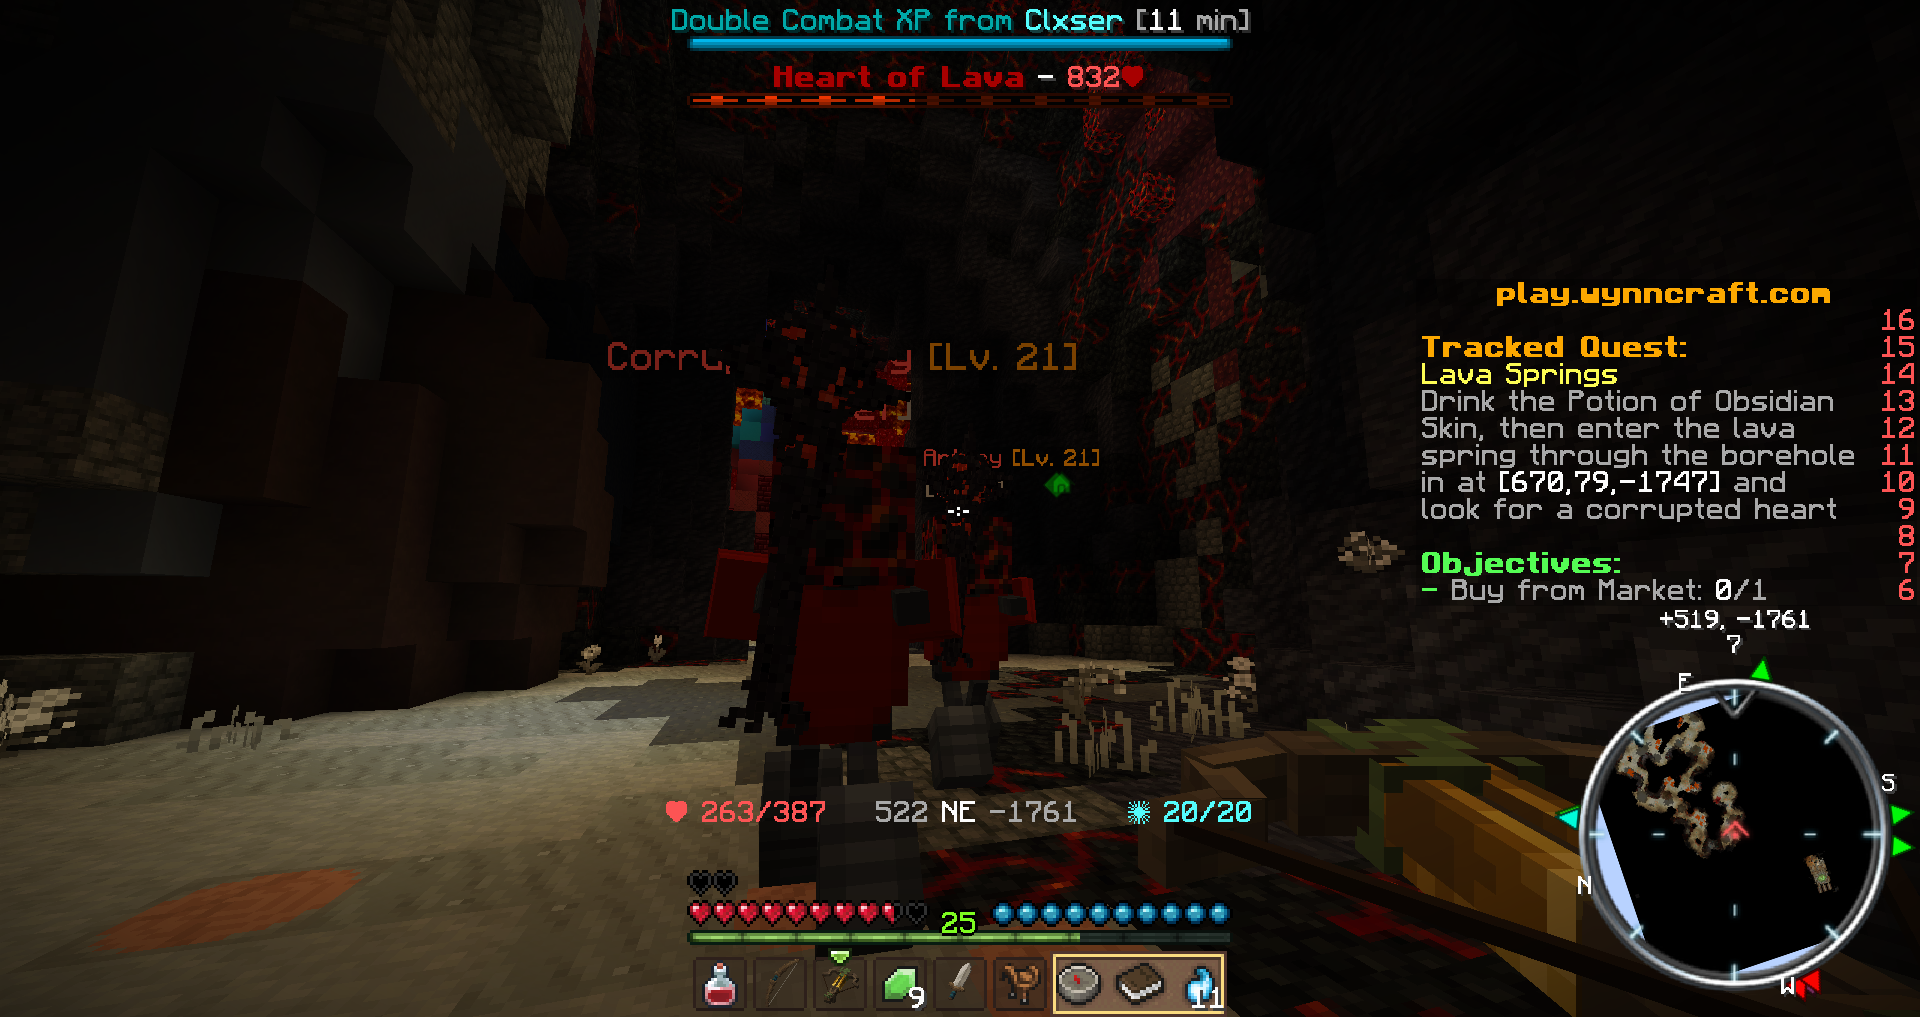 Double Combat XP from Clxser [11 min]
Heart of Lava - 832
[Lv. 21]
[Lv. 21]
play.wynncraft.com
16
Tracked Quest: 15
Lava Springs 14
Drink the Potion of Obsidian 13
Skin, then enter the lava 12
spring through the borehole 11
in at [670,79,-1747] and 10
look for a corrupted heart 9
8
Objectives: 7
- Buy from Market: 0/1 6
+519, -1761
7
E
S
N
W
263/387 522 NE -1761 20/20
25
9
11